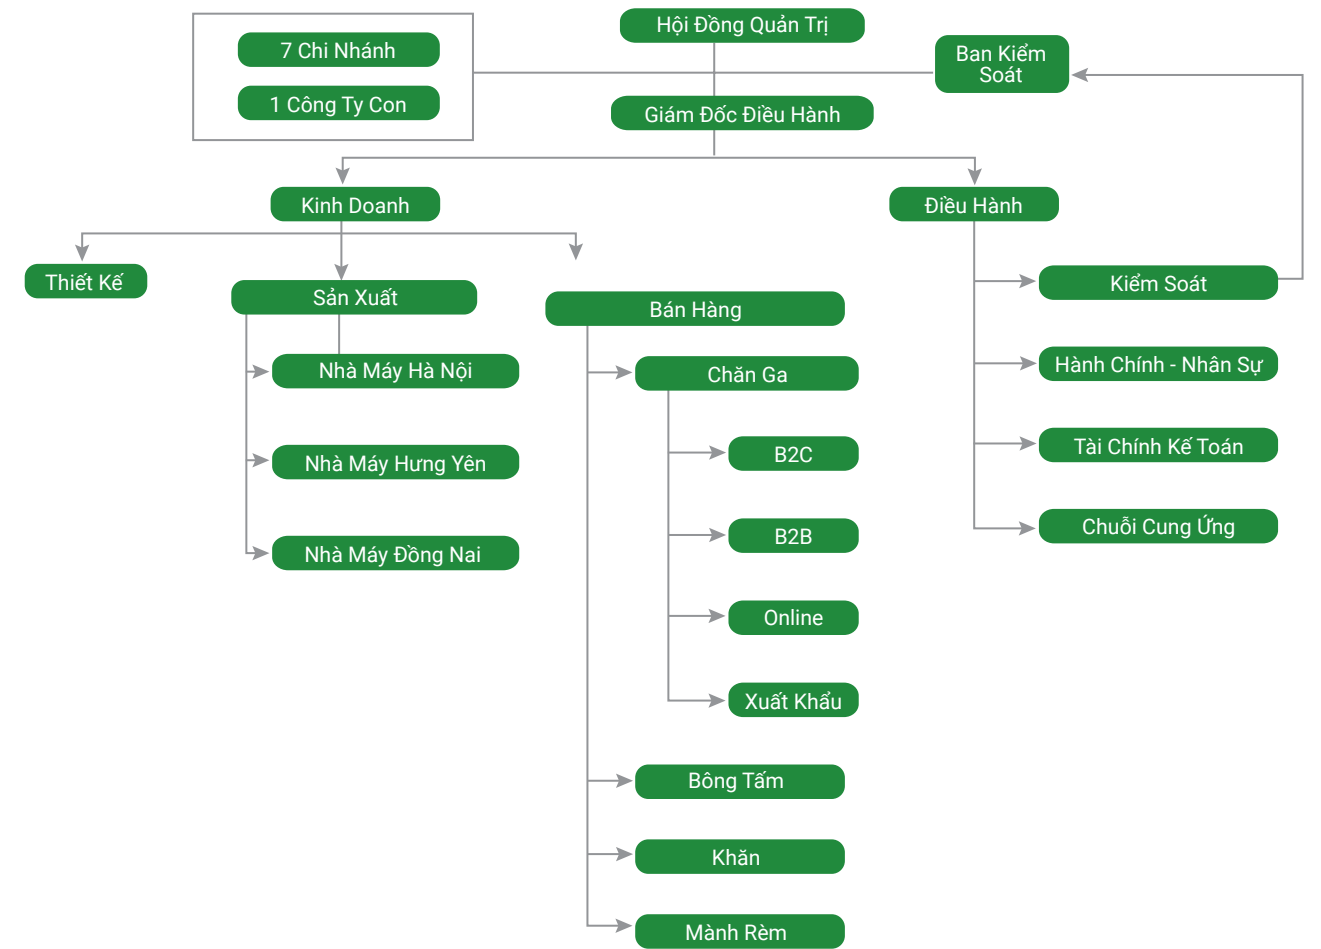 Hội Đồng Quản Trị
7 Chi Nhánh
Ban Kiểm
Soát
1 Công Ty Con
Giám Đốc Điều Hành
Kinh Doanh
Điều Hành
Thiết Kế
Sản Xuất
Bán Hàng
Kiểm Soát
Nhà Máy Hà Nội
Chăn Ga
Hành Chính - Nhân Sự
Nhà Máy Hưng Yên
B2C
Tài Chính Kế Toán
Nhà Máy Đồng Nai
B2B
Chuỗi Cung Ứng
Online
Xuất Khẩu
Bông Tấm
Khăn
Mành Rèm